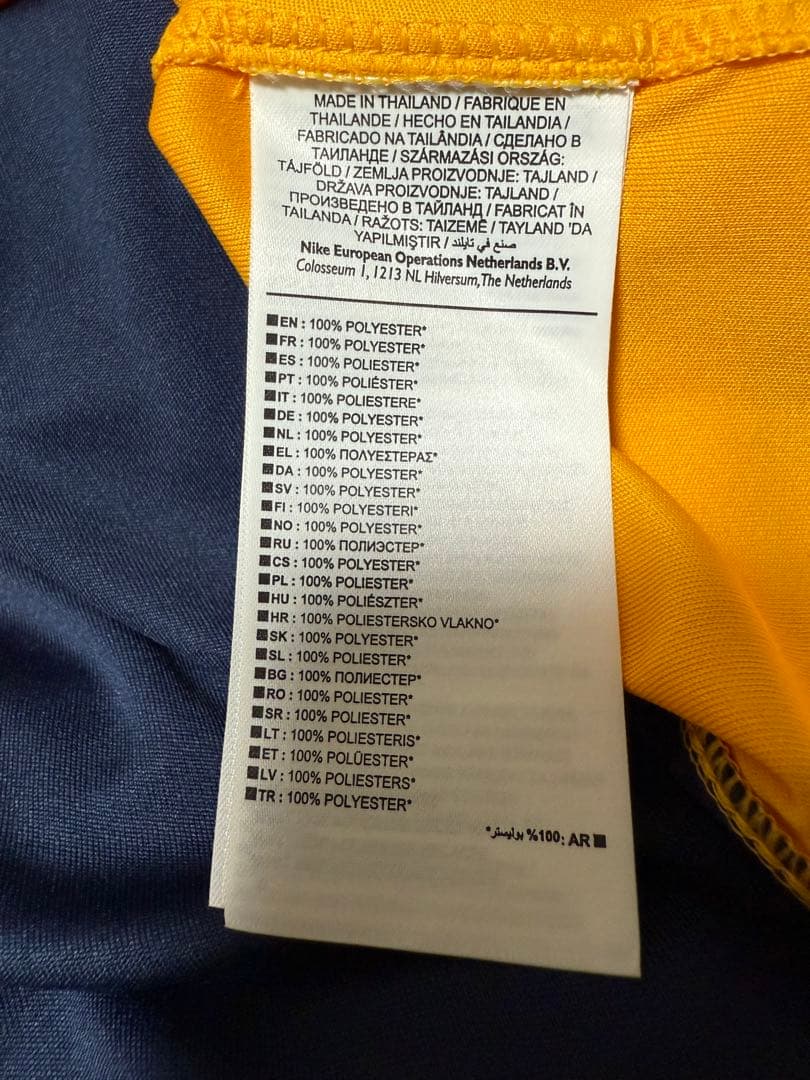 MADE IN THAILAND / FABRIQUE EN
THAILANDE / HECHO EN TAILANDIA /
FABRICADO NA TAILÂNDIA / СДЕЛАНО В
ТАИЛАНДЕ / SZÁRMAZÁSI ORSZÁG:
TÁJFÖLD / ZEMLJA PROIZVODNJE: TAJLAND /
DRŽAVA PROIZVODNJE: TAJLAND /
ПРОИЗВЕДЕНО В ТАЙЛАНД / FABRICAT ÎN
TAILANDA / RAŽOTS: TAIZEMĒ / TAYLAND 'DA
YAPILMIŞTIR / صنع في تايلند
Nike European Operations Netherlands B.V.
Colosseum 1, 1213 NL Hilversum, The Netherlands
EN : 100% POLYESTER*
FR : 100% POLYESTER*
ES : 100% POLIESTER*
PT : 100% POLIÉSTER*
IT : 100% POLIESTERE*
DE : 100% POLYESTER*
NL : 100% POLYESTER*
EL : 100% ΠΟΛΥΕΣΤΕΡΑΣ*
DA : 100% POLYESTER*
SV : 100% POLYESTER*
FI : 100% POLYESTERI*
NO : 100% POLYESTER*
RU : 100% ПОЛИЭСТЕР*
CS : 100% POLYESTER*
PL : 100% POLIESTER*
HU : 100% POLIÉSZTER*
HR : 100% POLIESTERSKO VLAKNO*
SK : 100% POLYESTER*
SL : 100% POLIESTER*
BG : 100% ПОЛИЕСТЕР*
RO : 100% POLIESTER*
SR : 100% POLIESTER*
LT : 100% POLIESTERIS*
ET : 100% POLÜESTER*
LV : 100% POLIESTERS*
TR : 100% POLYESTER*
AR :100% بوليستر*